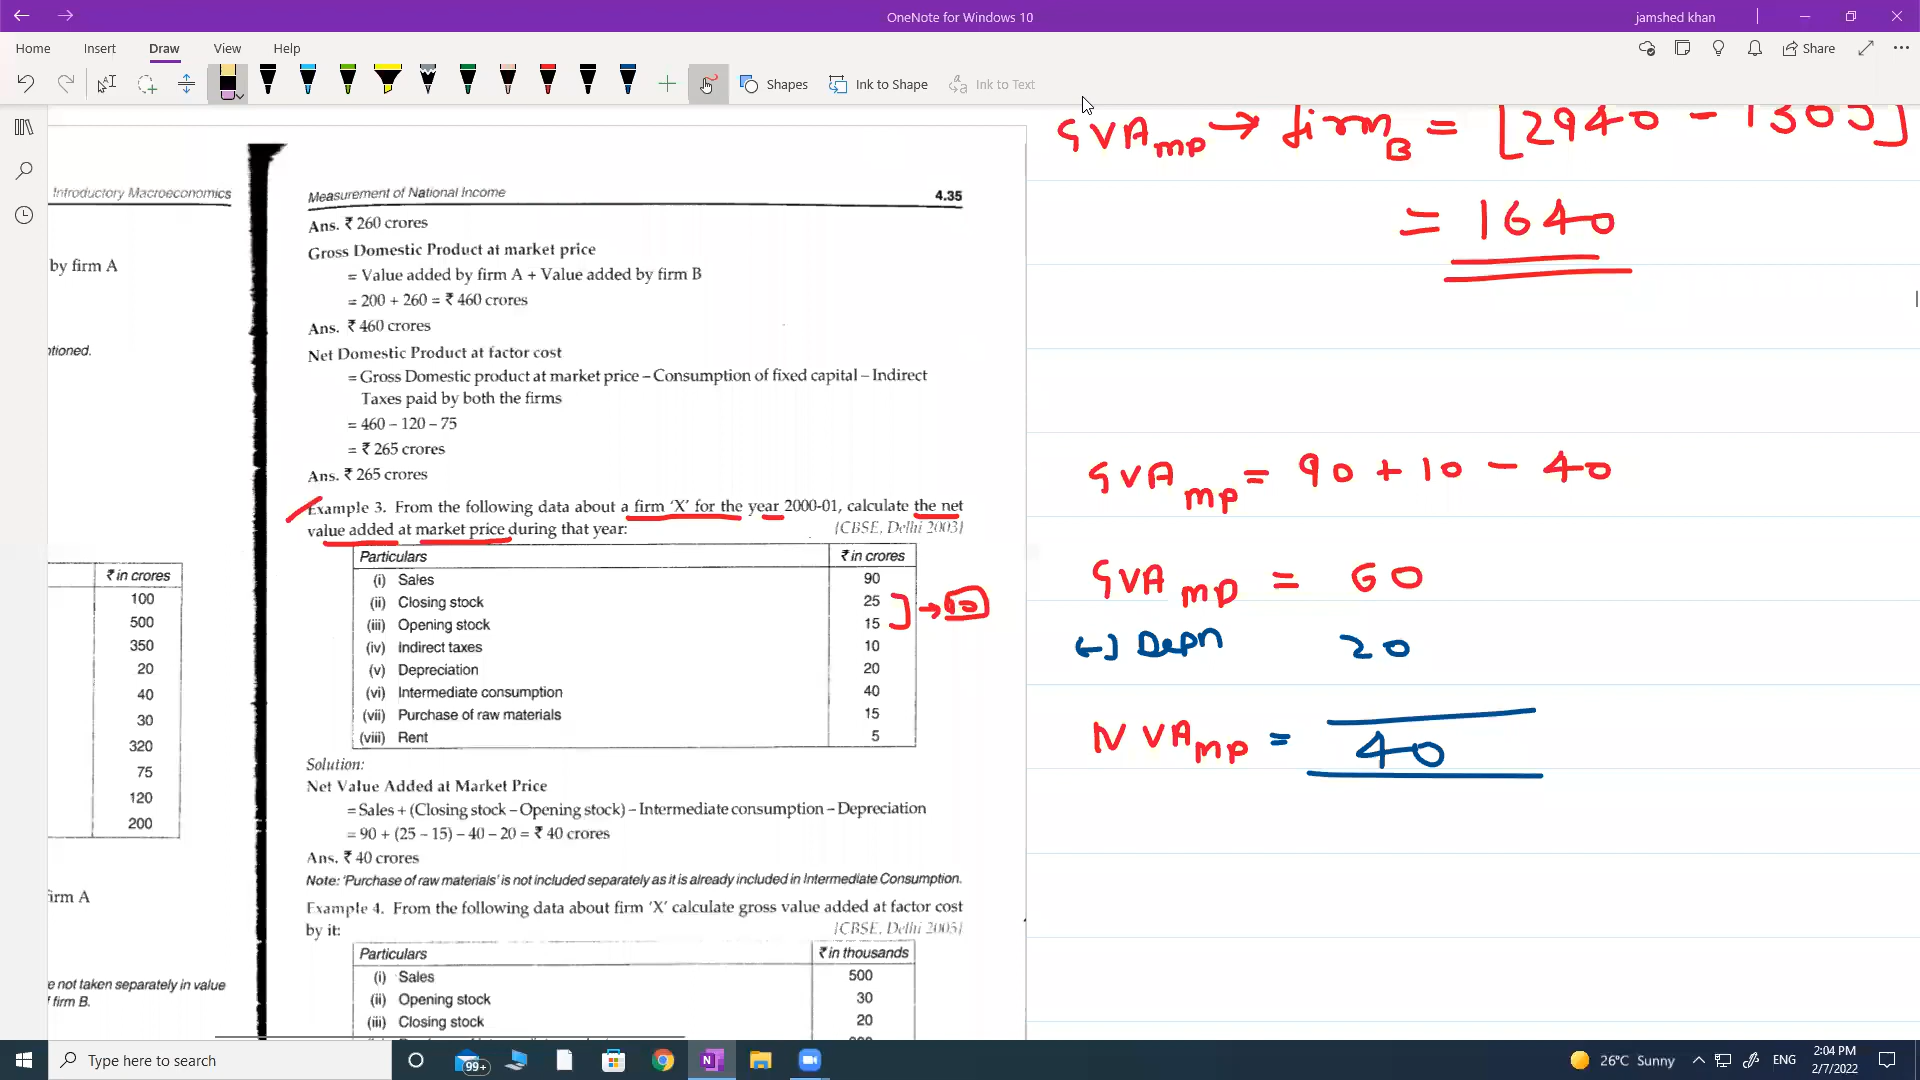 OneNote for Windows 10
jamshed khan
Home Insert Draw View Help
Share
Shapes
Ink to Shape
Ink to Text
Introductory Macroeconomics
by firm A
ntioned.
₹ in crores
100
500
350
20
40
30
320
75
120
200
firm A
e not taken separately in value
f firm B.
Measurement of National Income 4.35
Ans. ₹ 260 crores
Gross Domestic Product at market price
= Value added by firm A + Value added by firm B
= 200 + 260 = ₹ 460 crores
Ans. ₹ 460 crores
Net Domestic Product at factor cost
= Gross Domestic product at market price – Consumption of fixed capital – Indirect
Taxes paid by both the firms
= 460 – 120 – 75
= ₹ 265 crores
Ans. ₹ 265 crores
Example 3. From the following data about a firm 'X' for the year 2000-01, calculate the net
value added at market price during that year: [CBSE, Delhi 2003]
Particulars ₹ in crores
(i) Sales 90
(ii) Closing stock 25
(iii) Opening stock 15
(iv) Indirect taxes 10
(v) Depreciation 20
(vi) Intermediate consumption 40
(vii) Purchase of raw materials 15
(viii) Rent 5
→ 10
Solution:
Net Value Added at Market Price
= Sales + (Closing stock – Opening stock) – Intermediate consumption – Depreciation
= 90 + (25 – 15) – 40 – 20 = ₹ 40 crores
Ans. ₹ 40 crores
Note: 'Purchase of raw materials' is not included separately as it is already included in Intermediate Consumption.
Example 4. From the following data about firm 'X' calculate gross value added at factor cost
by it: [CBSE, Delhi 2005]
Particulars ₹ in thousands
(i) Sales 500
(ii) Opening stock 30
(iii) Closing stock 20
GVAmp → firmB = [2940 - 1305]
= 1640
GVAmp = 90 + 10 - 40
GVAmp = 60
(-) Depn 20
NVAmp = 40
Type here to search
99+
26°C Sunny
ENG
2:04 PM
2/7/2022